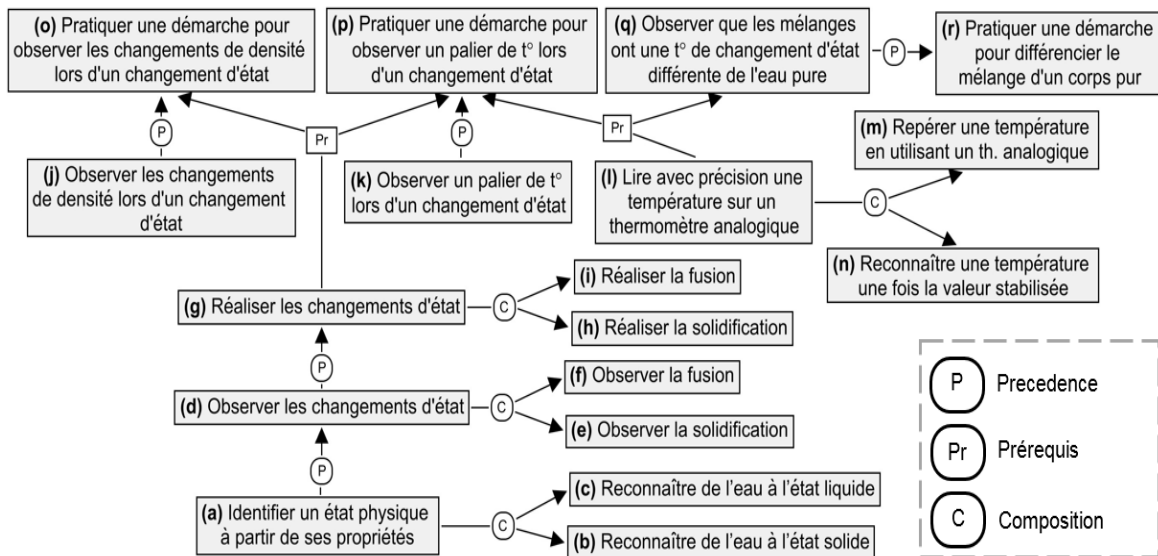 (o) Pratiquer une démarche pour
observer les changements de densité
lors d'un changement d'état
(p) Pratiquer une démarche pour
observer un palier de t° lors
d'un changement d'état
(q) Observer que les mélanges
ont une t° de changement d'état
différente de l'eau pure
P
(r) Pratiquer une démarche
pour différencier le
mélange d'un corps pur
P
Pr
P
Pr
(j) Observer les changements
de densité lors d'un changement
d'état
(k) Observer un palier de t°
lors d'un changement d'état
(l) Lire avec précision une
température sur un
thermomètre analogique
C
(m) Repérer une température
en utilisant un th. analogique
(n) Reconnaître une température
une fois la valeur stabilisée
(g) Réaliser les changements d'état
C
(i) Réaliser la fusion
(h) Réaliser la solidification
P
(d) Observer les changements d'état
C
(f) Observer la fusion
(e) Observer la solidification
P
(a) Identifier un état physique
à partir de ses propriétés
C
(c) Reconnaître de l'eau à l'état liquide
(b) Reconnaître de l'eau à l'état solide
P Precedence
Pr Prérequis
C Composition